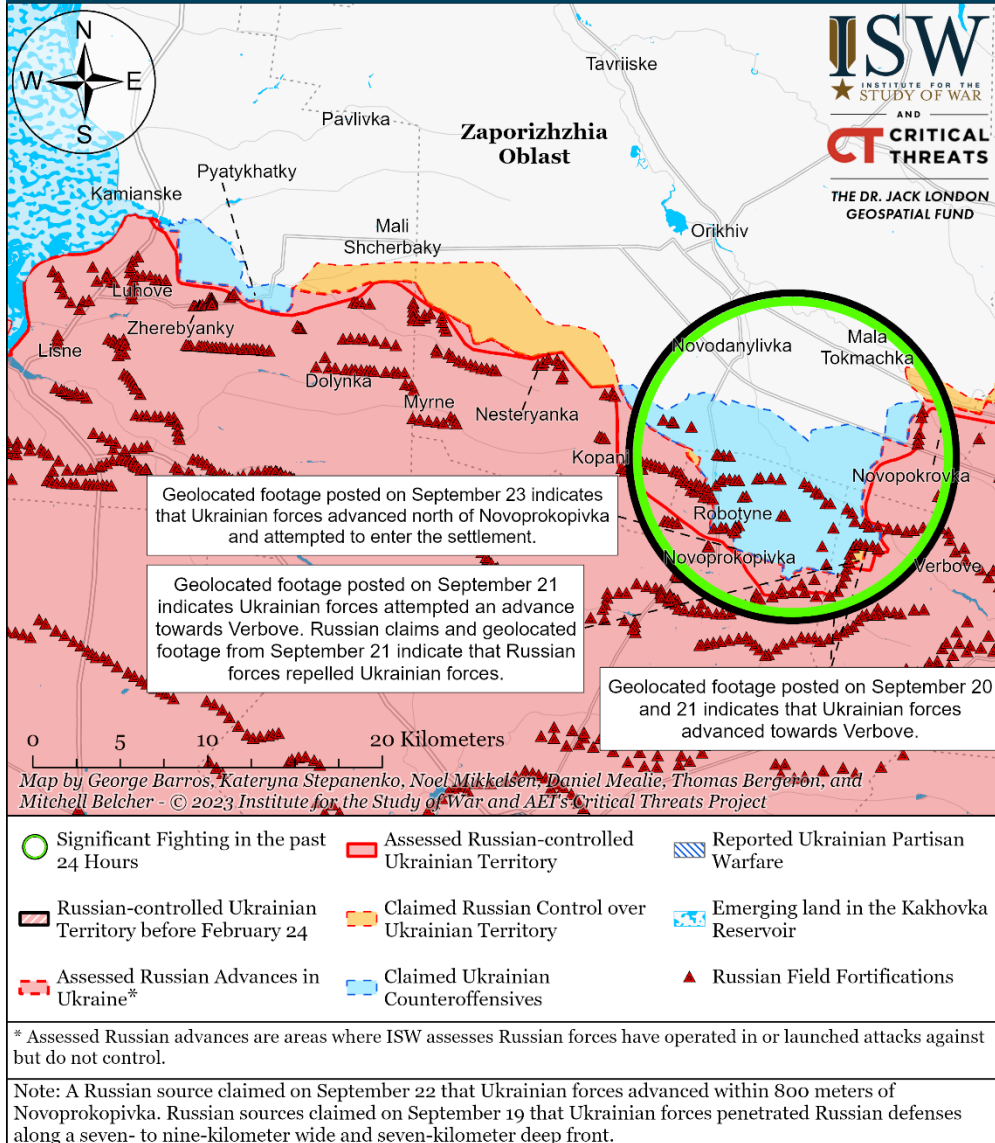 N
W
E
S
ISW
INSTITUTE FOR THE
STUDY OF WAR
AND
CT CRITICAL
THREATS
THE DR. JACK LONDON
GEOSPATIAL FUND
Tavriiske
Pavlivka
Zaporizhzhia
Oblast
Pyatykhatky
Kamianske
Mali
Shcherbaky
Orikhiv
Luhove
Zherebyanky
Lisne
Dolynka
Myrne
Nesteryanka
Novodanylivka
Mala
Tokmachka
Kopani
Novopokrovka
Robotyne
Novoprokopivka
Verbove
Geolocated footage posted on September 23 indicates
that Ukrainian forces advanced north of Novoprokopivka
and attempted to enter the settlement.
Geolocated footage posted on September 21
indicates Ukrainian forces attempted an advance
towards Verbove. Russian claims and geolocated
footage from September 21 indicate that Russian
forces repelled Ukrainian forces.
Geolocated footage posted on September 20
and 21 indicates that Ukrainian forces
advanced towards Verbove.
0 5 10 20 Kilometers
Map by George Barros, Kateryna Stepanenko, Noel Mikkelsen, Daniel Mealie, Thomas Bergeron, and
Mitchell Belcher - © 2023 Institute for the Study of War and AEI's Critical Threats Project
Significant Fighting in the past
24 Hours
Russian-controlled Ukrainian
Territory before February 24
Assessed Russian Advances in
Ukraine*
Assessed Russian-controlled
Ukrainian Territory
Claimed Russian Control over
Ukrainian Territory
Claimed Ukrainian
Counteroffensives
Reported Ukrainian Partisan
Warfare
Emerging land in the Kakhovka
Reservoir
Russian Field Fortifications
* Assessed Russian advances are areas where ISW assesses Russian forces have operated in or launched attacks against
but do not control.
Note: A Russian source claimed on September 22 that Ukrainian forces advanced within 800 meters of
Novoprokopivka. Russian sources claimed on September 19 that Ukrainian forces penetrated Russian defenses
along a seven- to nine-kilometer wide and seven-kilometer deep front.